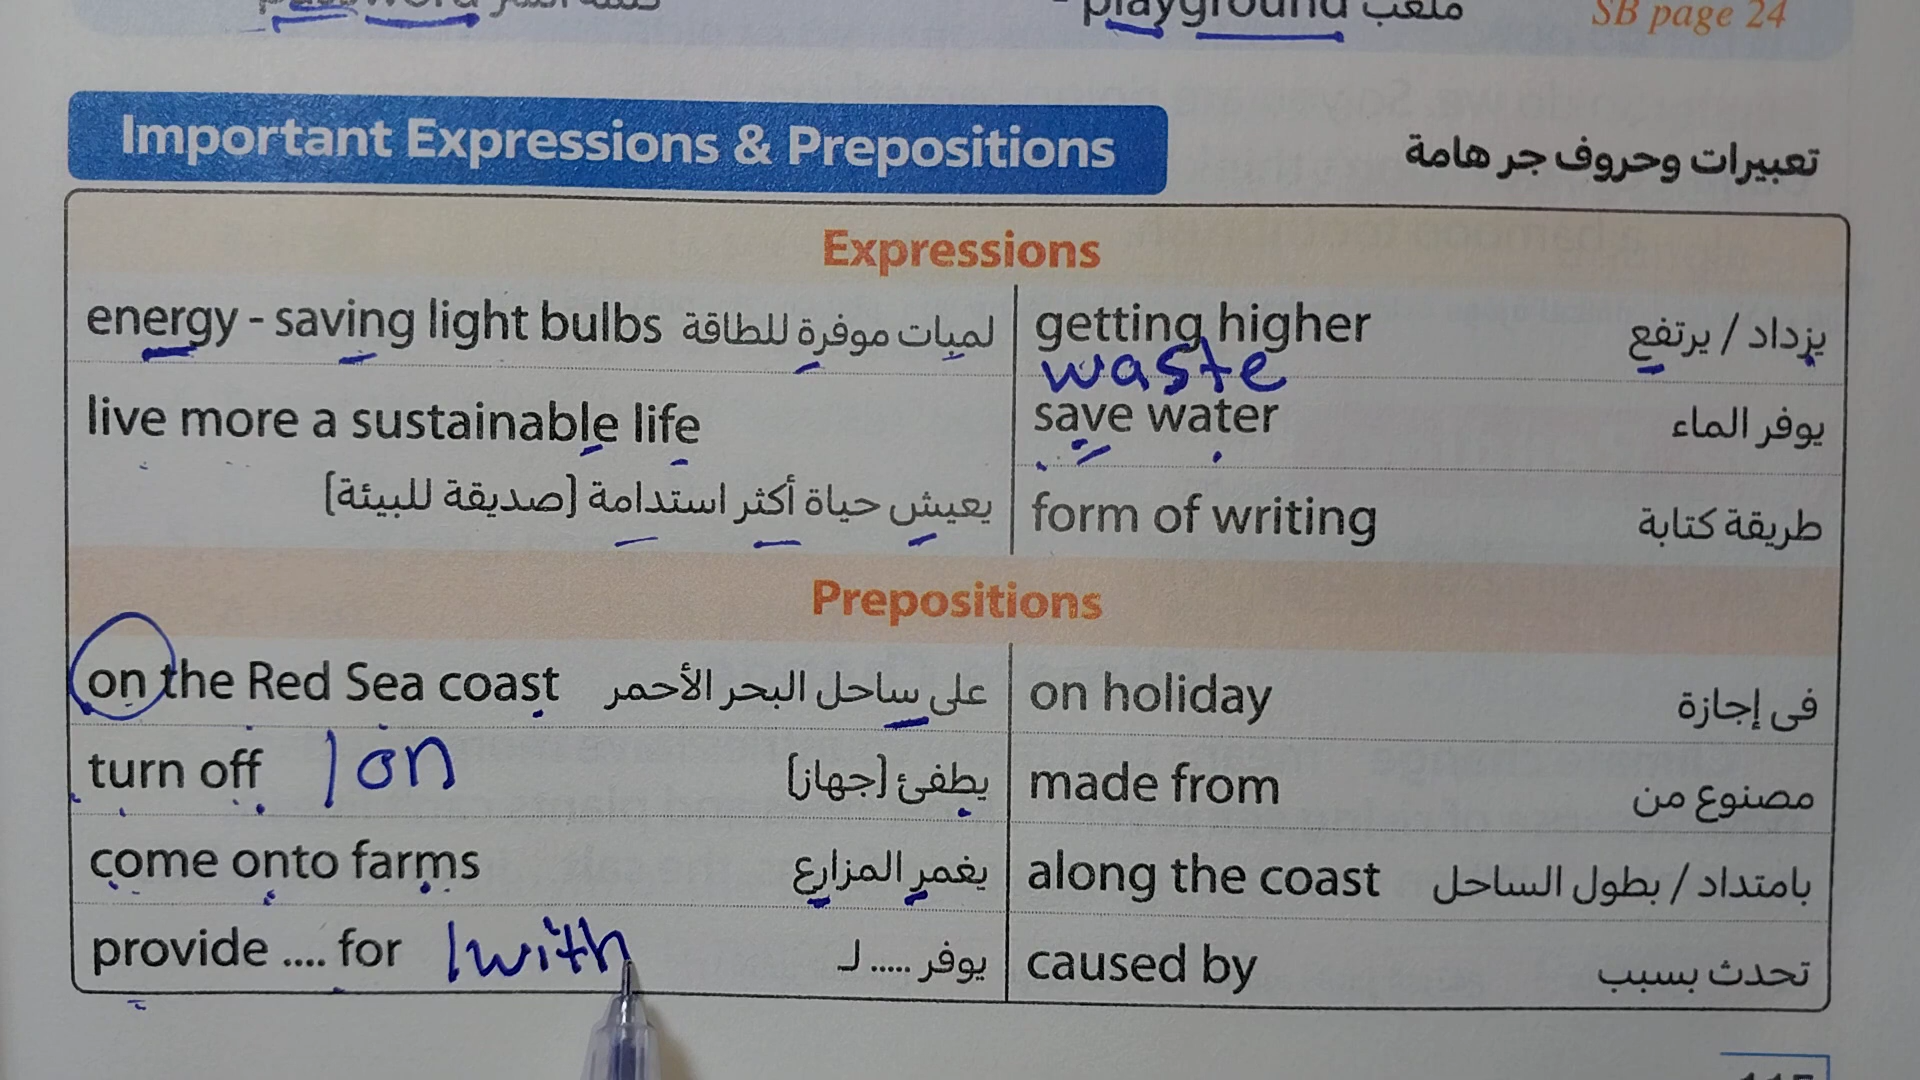 playground ملعب
SB page 24
Important Expressions & Prepositions
تعبيرات وحروف جر هامة
Expressions
energy - saving light bulbs لمبات موفرة للطاقة
getting higher يزداد / يرتفع
waste
live more a sustainable life
يعيش حياة أكثر استدامة (صديقة للبيئة)
save water يوفر الماء
form of writing طريقة كتابة
Prepositions
on the Red Sea coast على ساحل البحر الأحمر
on holiday فى إجازة
turn off / on يطفئ (جهاز)
made from مصنوع من
come onto farms يغمر المزارع
along the coast بامتداد / بطول الساحل
provide .... for / with يوفر ..... لـ
caused by تحدث بسبب